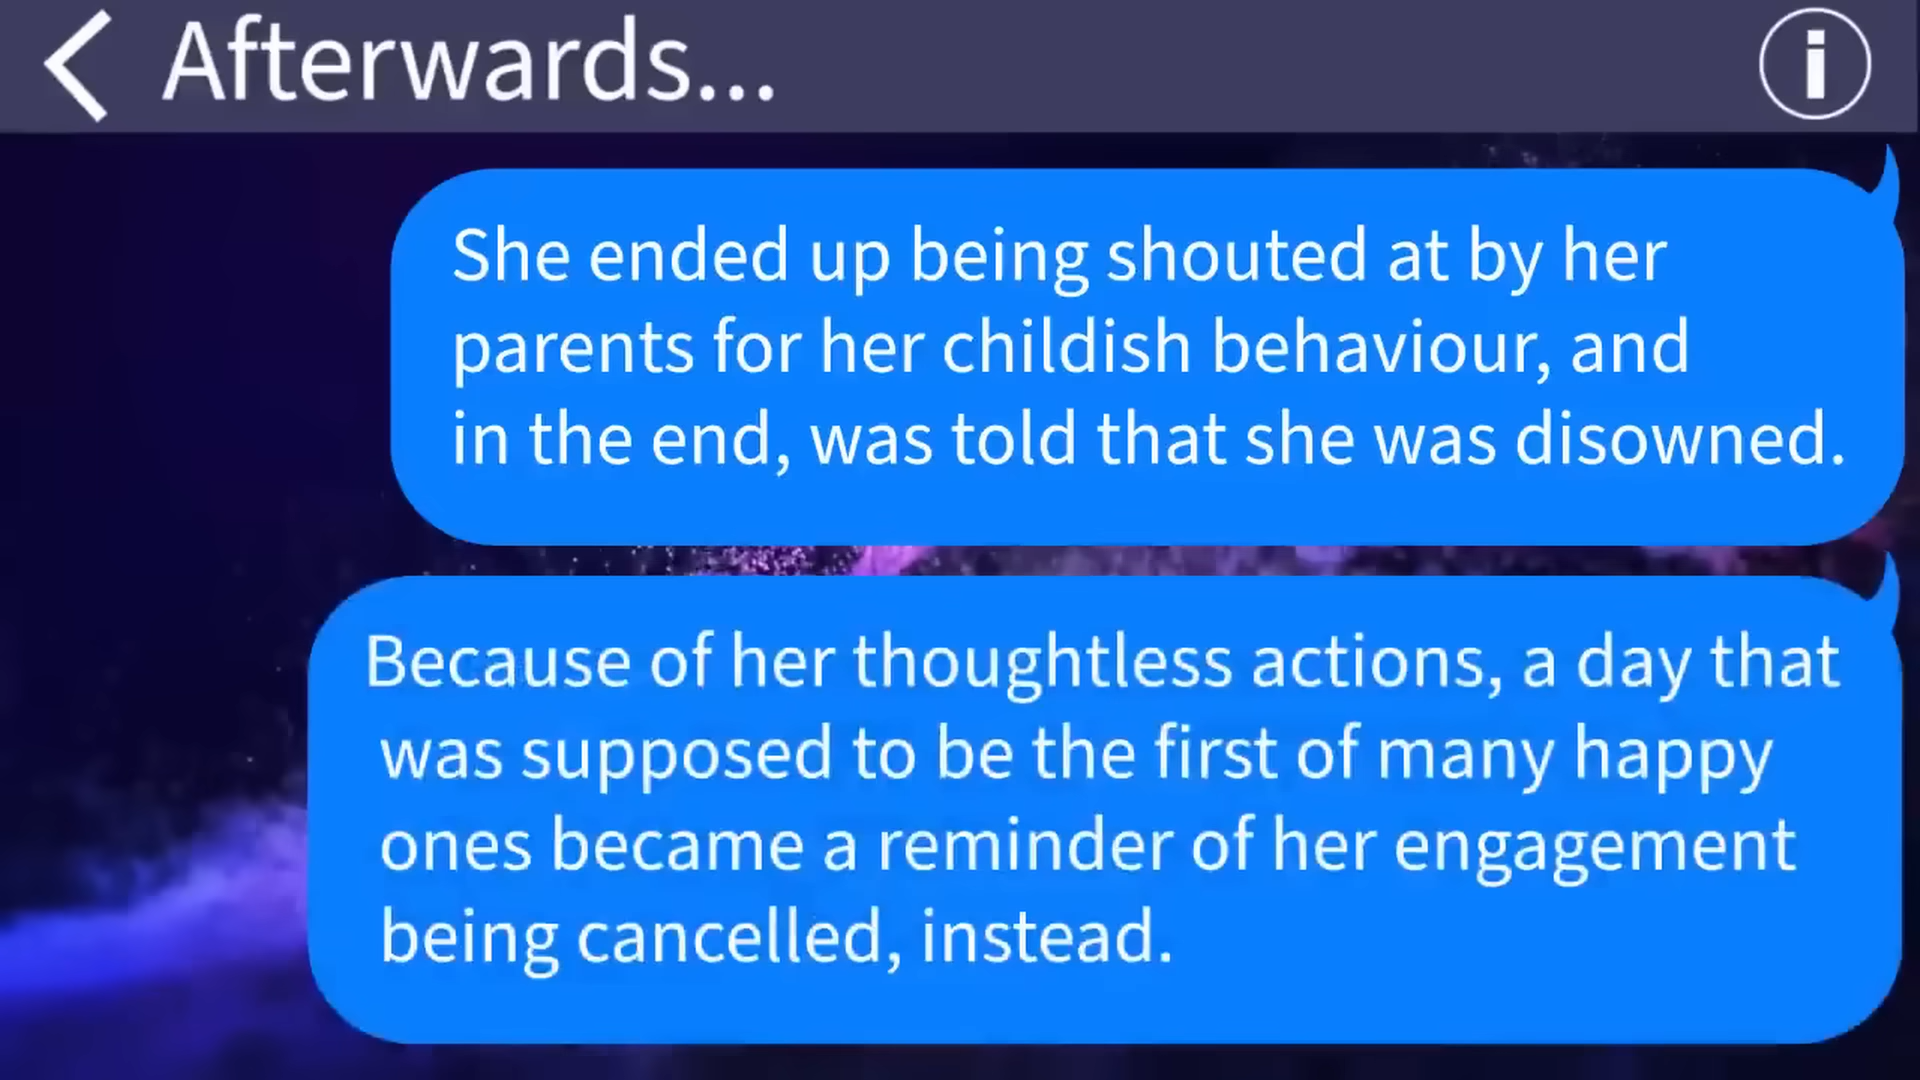 Afterwards...
She ended up being shouted at by her
parents for her childish behaviour, and
in the end, was told that she was disowned.
Because of her thoughtless actions, a day that
was supposed to be the first of many happy
ones became a reminder of her engagement
being cancelled, instead.